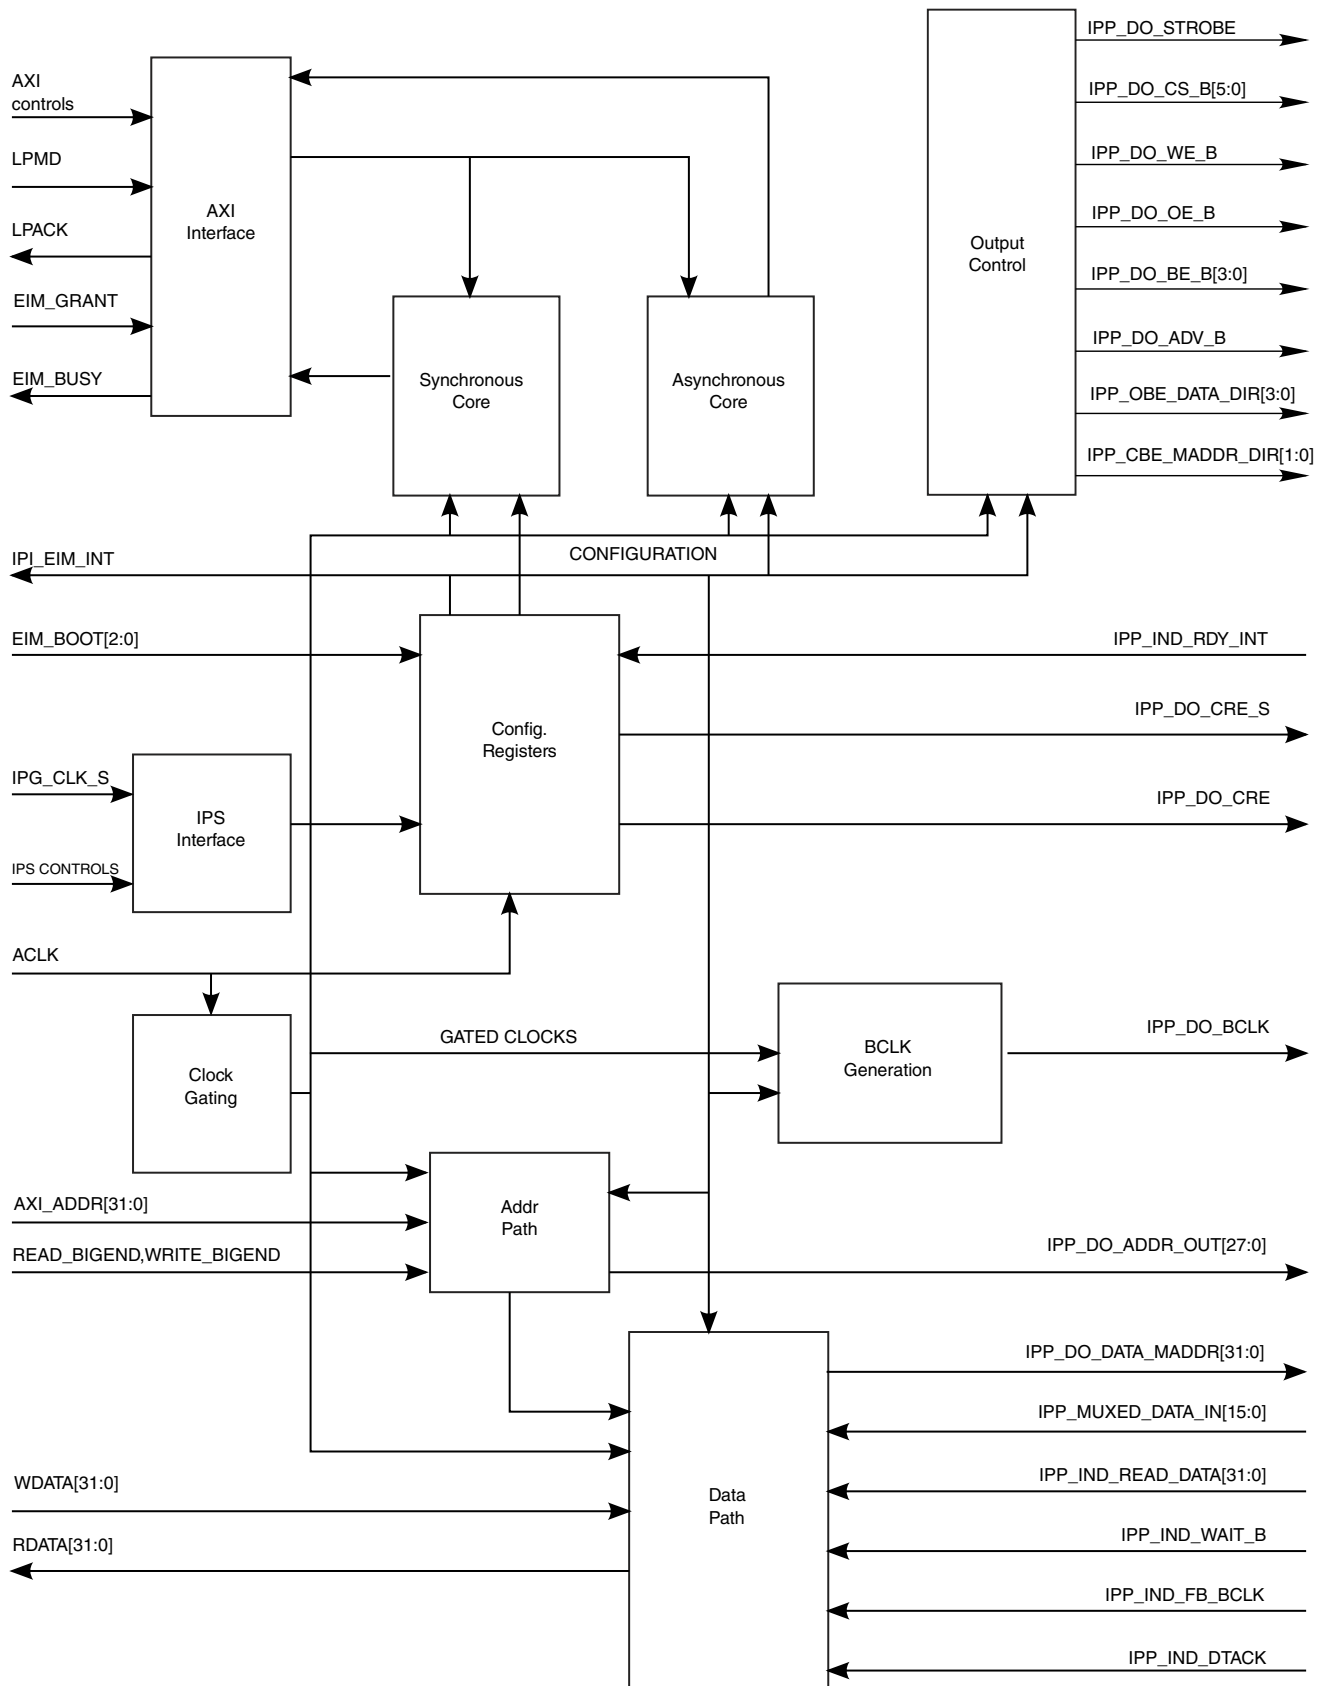 IPP_DO_STROBE
AXI
controls
IPP_DO_CS_B[5:0]
LPMD
IPP_DO_WE_B
AXI
Interface
LPACK
IPP_DO_OE_B
Output
Control
EIM_GRANT
IPP_DO_BE_B[3:0]
IPP_DO_ADV_B
EIM_BUSY
Synchronous
Core
Asynchronous
Core
IPP_OBE_DATA_DIR[3:0]
IPP_CBE_MADDR_DIR[1:0]
IPI_EIM_INT
CONFIGURATION
EIM_BOOT[2:0]
IPP_IND_RDY_INT
IPP_DO_CRE_S
Config.
Registers
IPG_CLK_S
IPS
Interface
IPP_DO_CRE
IPS CONTROLS
ACLK
GATED CLOCKS
BCLK
Generation
IPP_DO_BCLK
Clock
Gating
AXI_ADDR[31:0]
Addr
Path
READ_BIGEND,WRITE_BIGEND
IPP_DO_ADDR_OUT[27:0]
IPP_DO_DATA_MADDR[31:0]
IPP_MUXED_DATA_IN[15:0]
WDATA[31:0]
IPP_IND_READ_DATA[31:0]
Data
Path
RDATA[31:0]
IPP_IND_WAIT_B
IPP_IND_FB_BCLK
IPP_IND_DTACK